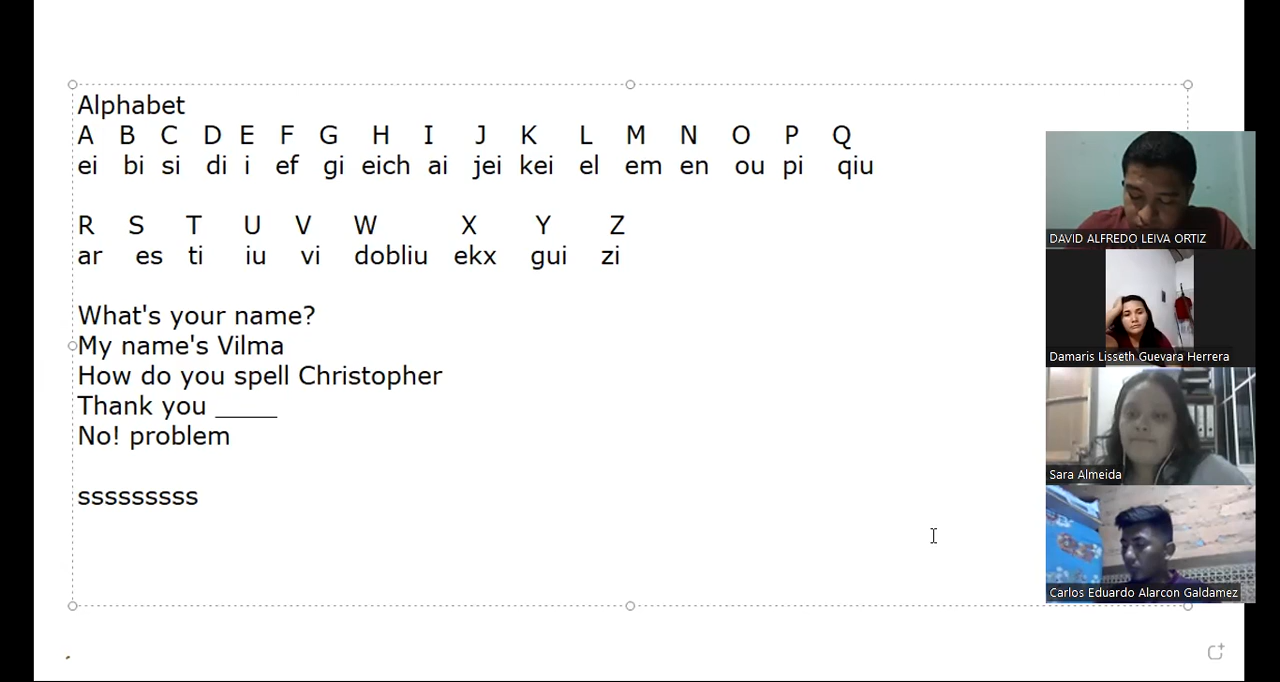 Alphabet
A B C D E F G H I J K L M N O P Q
ei bi si di i ef gi eich ai jei kei el em en ou pi qiu
R S T U V W X Y Z
ar es ti iu vi dobliu ekx gui zi
What's your name?
My name's Vilma
How do you spell Christopher
Thank you _____
No! problem
sssssssss
DAVID ALFREDO LEIVA ORTIZ
Damaris Lisseth Guevara Herrera
Sara Almeida
Carlos Eduardo Alarcon Galdamez